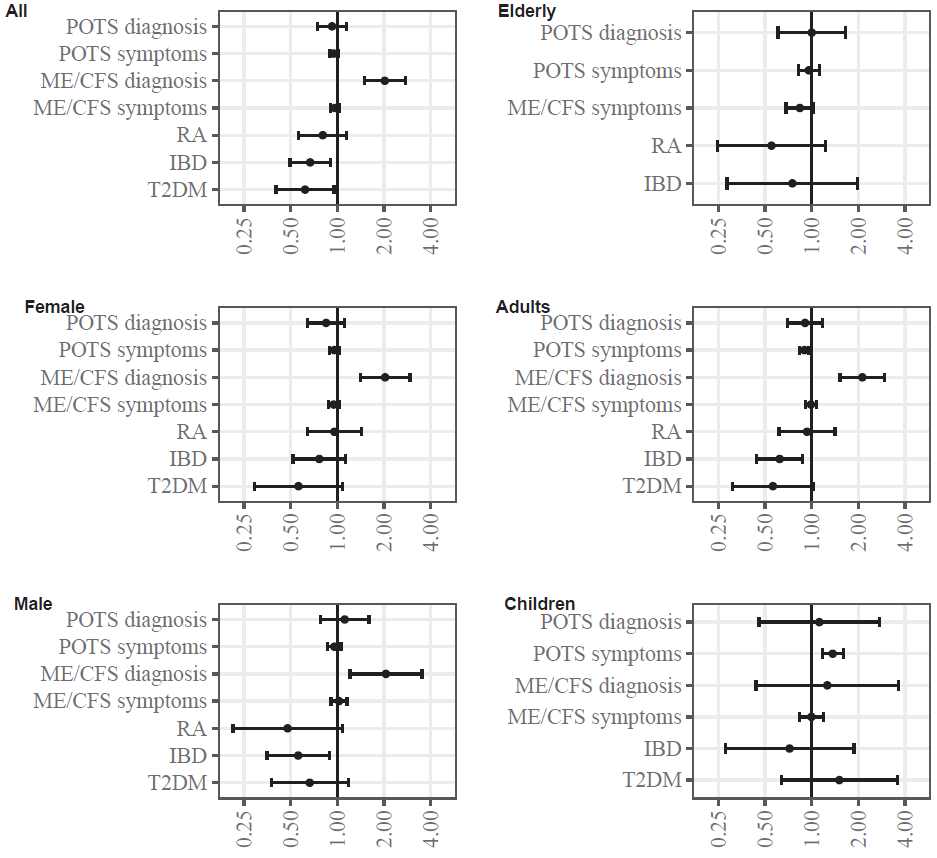 All
POTS diagnosis
POTS symptoms
ME/CFS diagnosis
ME/CFS symptoms
RA
IBD
T2DM
0.25 0.50 1.00 2.00 4.00
Elderly
POTS diagnosis
POTS symptoms
ME/CFS symptoms
RA
IBD
0.25 0.50 1.00 2.00 4.00
Female
POTS diagnosis
POTS symptoms
ME/CFS diagnosis
ME/CFS symptoms
RA
IBD
T2DM
0.25 0.50 1.00 2.00 4.00
Adults
POTS diagnosis
POTS symptoms
ME/CFS diagnosis
ME/CFS symptoms
RA
IBD
T2DM
0.25 0.50 1.00 2.00 4.00
Male
POTS diagnosis
POTS symptoms
ME/CFS diagnosis
ME/CFS symptoms
RA
IBD
T2DM
0.25 0.50 1.00 2.00 4.00
Children
POTS diagnosis
POTS symptoms
ME/CFS diagnosis
ME/CFS symptoms
IBD
T2DM
0.25 0.50 1.00 2.00 4.00